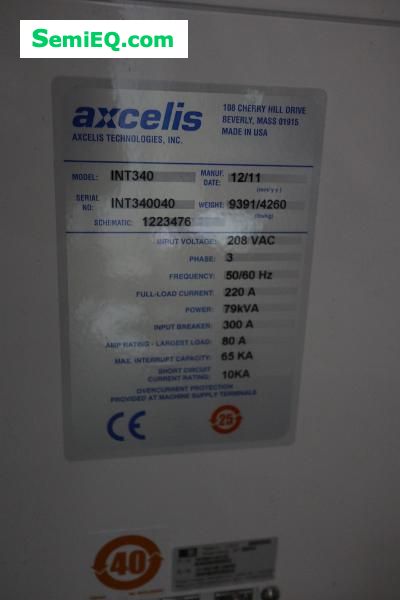 SemiEQ.com
axcelis
AXCELIS TECHNOLOGIES, INC.
108 CHERRY HILL DRIVE
BEVERLY, MASS 01915
MADE IN USA
MODEL: INT340
MANUF. DATE: 12/11
(mm/y y)
SERIAL NO: INT340040
WEIGHT: 9391/4260
(lbs/kg)
SCHEMATIC: 1223476
INPUT VOLTAGE: 208 VAC
PHASE: 3
FREQUENCY: 50/60 Hz
FULL-LOAD CURRENT: 220 A
POWER: 79kVA
INPUT BREAKER: 300 A
AMP RATING - LARGEST LOAD: 80 A
MAX. INTERRUPT CAPACITY: 65 KA
SHORT CIRCUIT
CURRENT RATING: 10KA
OVERCURRENT PROTECTION
PROVIDED AT MACHINE SUPPLY TERMINALS
CE
25
40